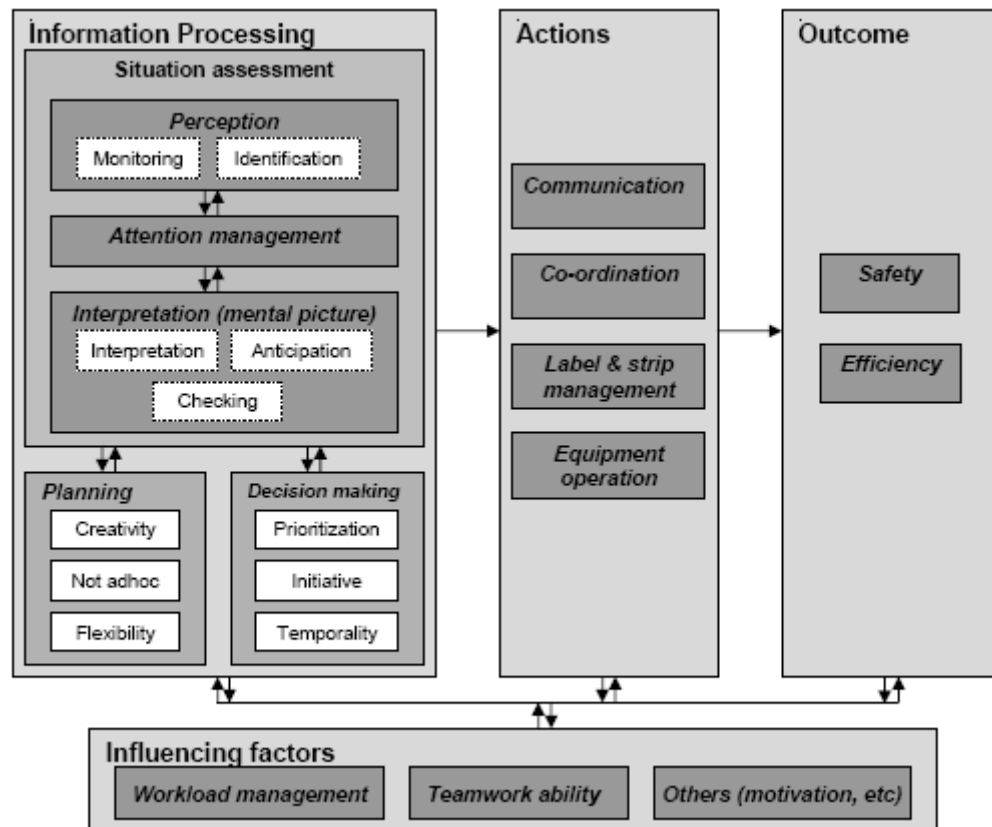 Information Processing
Situation assessment
Perception
Monitoring
Identification
Attention management
Interpretation (mental picture)
Interpretation
Anticipation
Checking
Planning
Creativity
Not adhoc
Flexibility
Decision making
Prioritization
Initiative
Temporality
Actions
Communication
Co-ordination
Label & strip
management
Equipment
operation
Outcome
Safety
Efficiency
Influencing factors
Workload management
Teamwork ability
Others (motivation, etc)